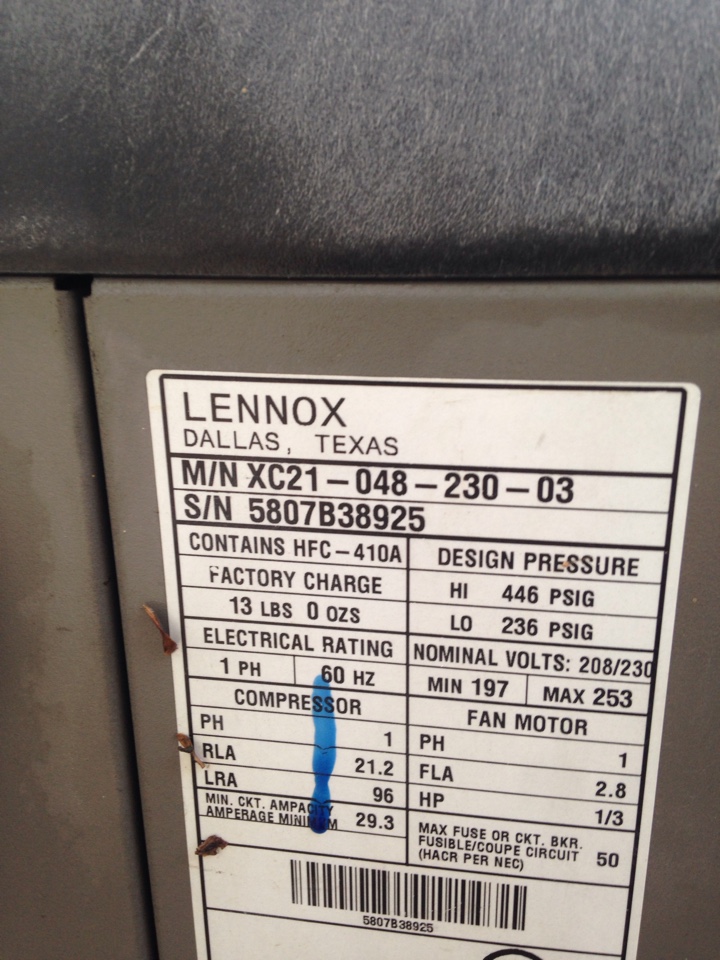 LENNOX
DALLAS, TEXAS
M/N XC21-048-230-03
S/N 5807B38925
CONTAINS HFC-410A
FACTORY CHARGE
13 LBS 0 OZS
DESIGN PRESSURE
HI 446 PSIG
LO 236 PSIG
ELECTRICAL RATING
1 PH 60 HZ
NOMINAL VOLTS: 208/230
MIN 197 MAX 253
COMPRESSOR
PH 1
RLA 21.2
LRA 96
MIN. CKT. AMPACITY
AMPERAGE MINIMUM 29.3
FAN MOTOR
PH 1
FLA 2.8
HP 1/3
MAX FUSE OR CKT. BKR.
FUSIBLE/COUPE CIRCUIT 50
(HACR PER NEC)
5807B38925